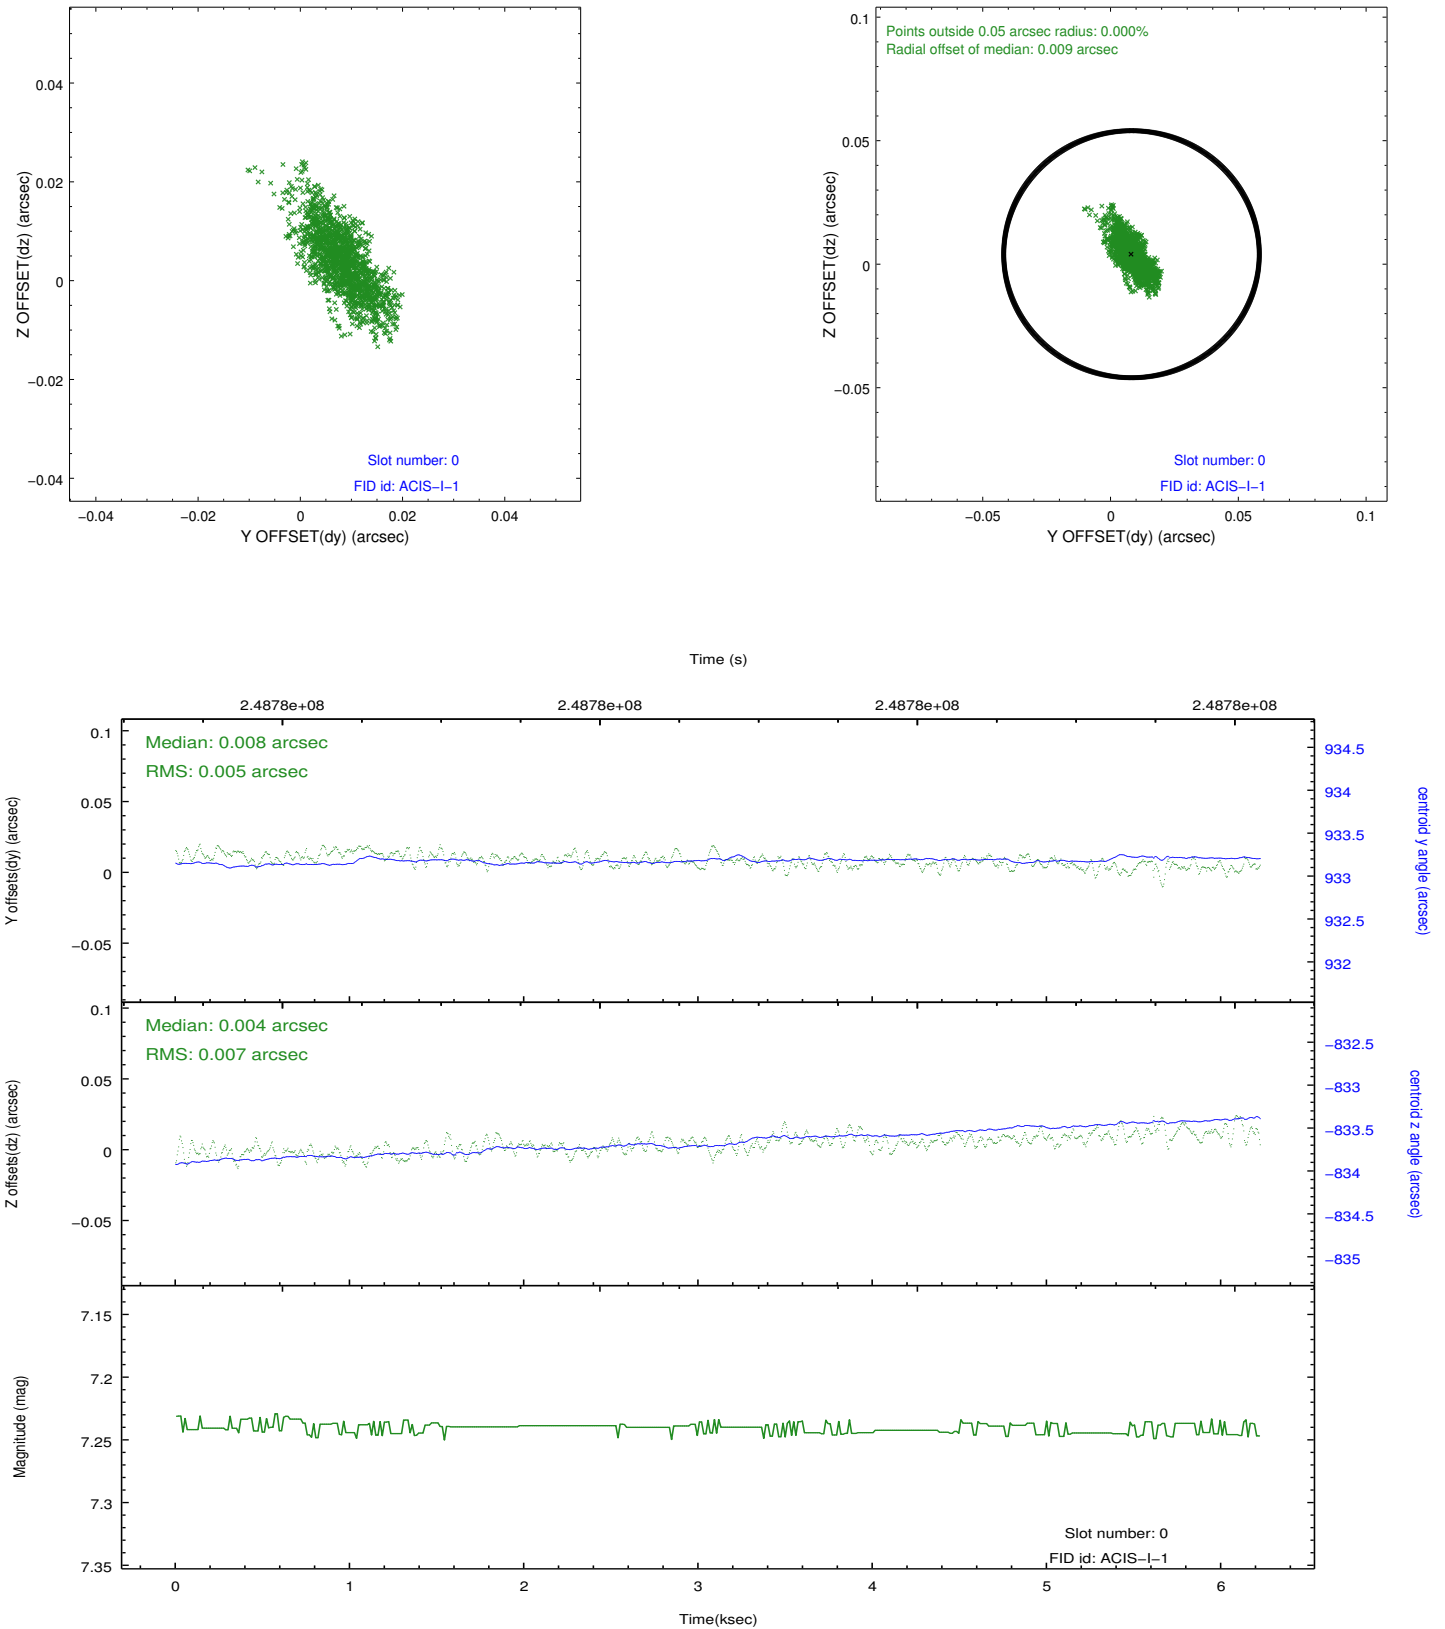 0.04
0.02
0
−0.02
−0.04
Z OFFSET(dz) (arcsec)
Slot number: 0
FID id: ACIS−I−1
−0.04 −0.02 0 0.02 0.04
Y OFFSET(dy) (arcsec)
Points outside 0.05 arcsec radius: 0.000%
Radial offset of median: 0.009 arcsec
0.1
0.05
0
−0.05
Z OFFSET(dz) (arcsec)
Slot number: 0
FID id: ACIS−I−1
−0.05 0 0.05 0.1
Y OFFSET(dy) (arcsec)
Time (s)
2.4878e+08 2.4878e+08 2.4878e+08 2.4878e+08
Median: 0.008 arcsec
RMS: 0.005 arcsec
0.1
0.05
0
−0.05
Y offsets(dy) (arcsec)
934.5
934
933.5
933
932.5
932
centroid y angle (arcsec)
Median: 0.004 arcsec
RMS: 0.007 arcsec
0.1
0.05
0
−0.05
Z offsets(dz) (arcsec)
−832.5
−833
−833.5
−834
−834.5
−835
centroid z angle (arcsec)
7.15
7.2
7.25
7.3
7.35
Magnitude (mag)
Slot number: 0
FID id: ACIS−I−1
0 1 2 3 4 5 6
Time(ksec)